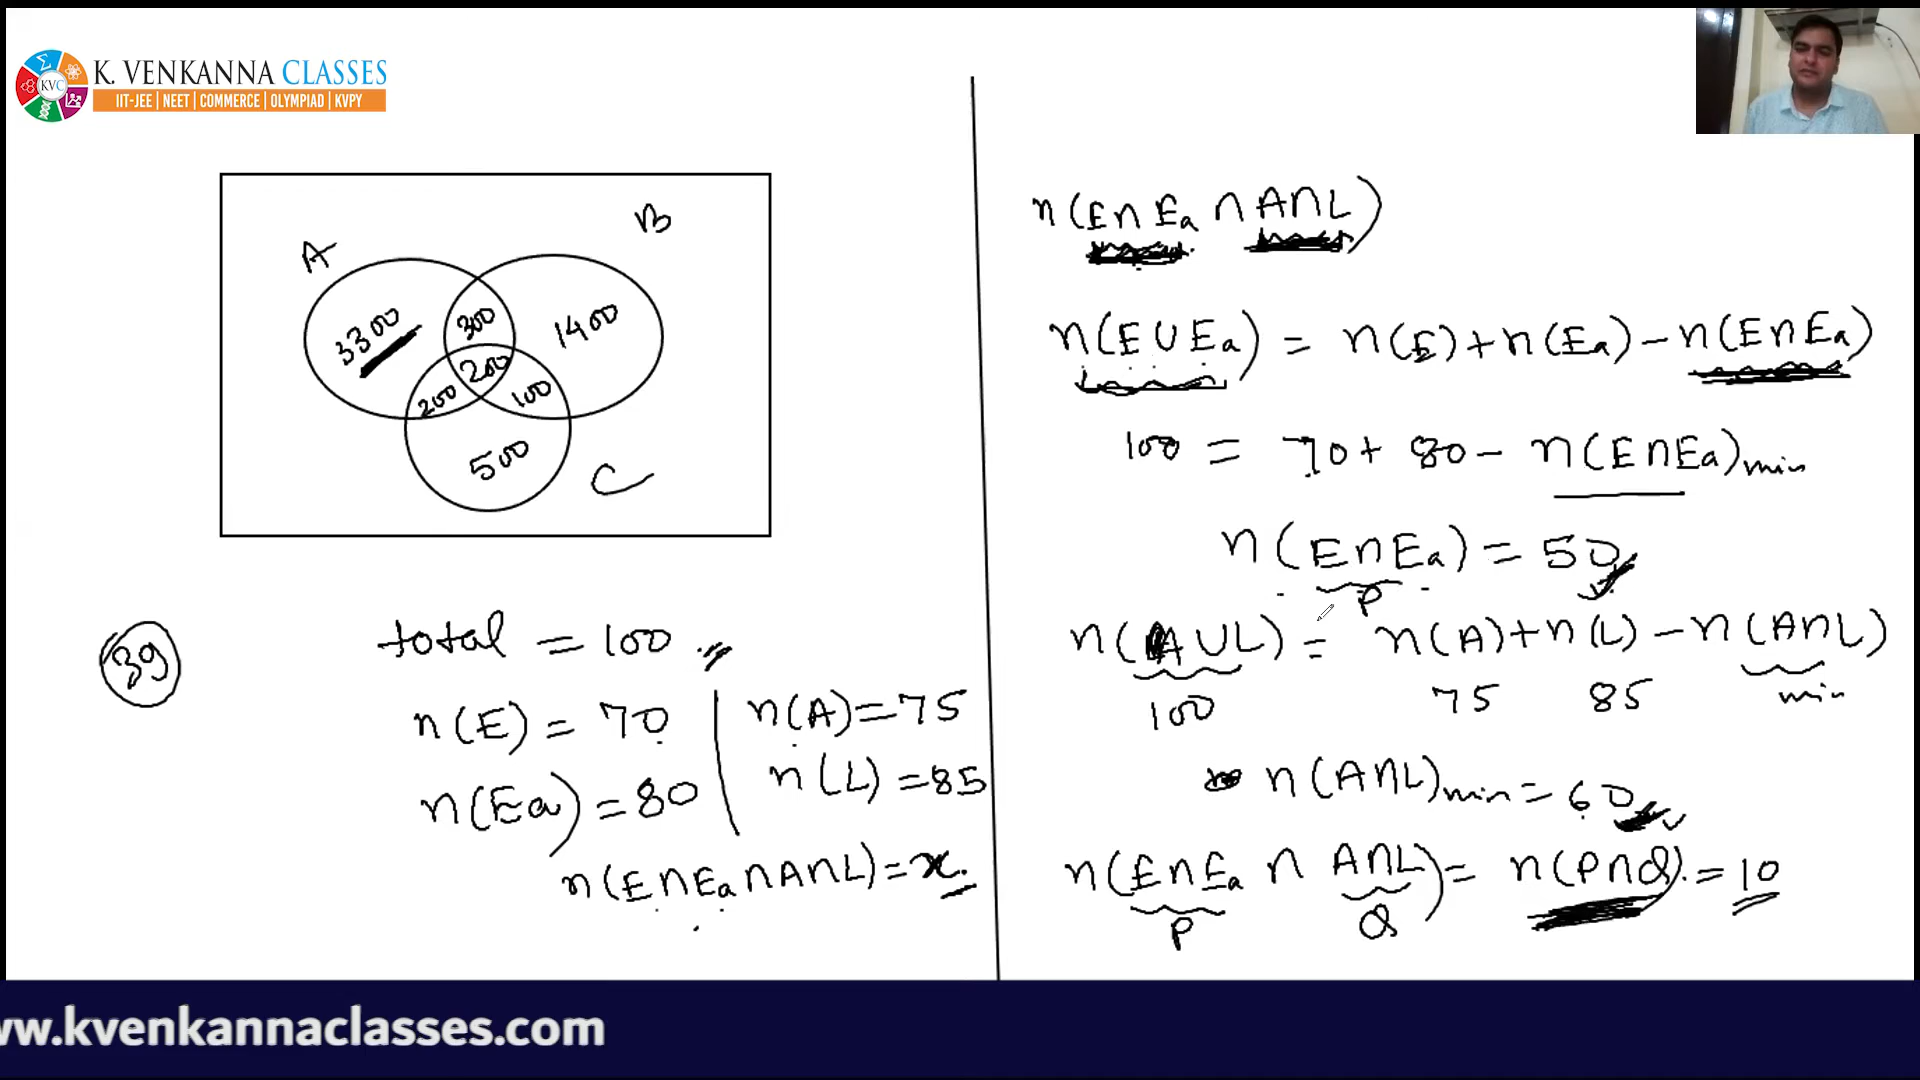 K. VENKANNA CLASSES
KVC
IIT-JEE | NEET | COMMERCE | OLYMPIAD | KVPY
A
B
3300
300
1400
200
200
100
500
C
39
total = 100
n(E) = 70
n(Ea) = 80
n(A) = 75
n(L) = 85
n(E∩Ea∩A∩L) = x
n(E∩Ea∩A∩L)
n(E∪Ea) = n(E)+n(Ea)-n(E∩Ea)
100 = 70+80-n(E∩Ea)min
n(E∩Ea) = 50
P
n(A∪L) = n(A)+n(L)-n(A∩L)
100 75 85 min
n(A∩L)min = 60
n(E∩Ea ∩ A∩L) = n(P∩Q) = 10
P Q
ww.kvenkannaclasses.com